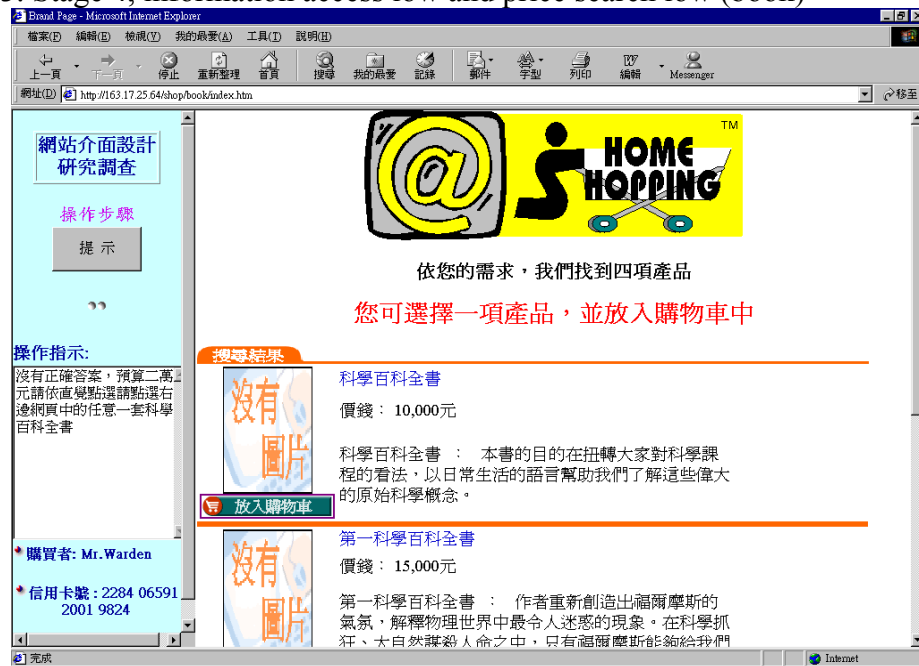 Brand Page - Microsoft Internet Explorer
檔案(F) 編輯(E) 檢視(V) 我的最愛(A) 工具(T) 說明(H)
上一頁 下一頁 停止 重新整理 首頁 搜尋 我的最愛 記錄 郵件 字型 列印 編輯 Messenger
網址(D) http://163.17.25.64/shop/book/index.htm 移至
網站介面設計
研究調查
操作步驟
提示
操作指示:
沒有正確答案，預算二萬
元請依直覺點選請點選右
邊網頁中的任意一套科學
百科全書
購買者: Mr.Warden
信用卡號 : 2284 06591
2001 9824
@ HOME SHOPPING TM
依您的需求，我們找到四項產品
您可選擇一項產品，並放入購物車中
搜尋結果
沒有圖片
科學百科全書
價錢： 10,000元
科學百科全書 ： 本書的目的在扭轉大家對科學課
程的看法，以日常生活的語言幫助我們了解這些偉大
的原始科學概念。
放入購物車
沒有圖片
第一科學百科全書
價錢： 15,000元
第一科學百科全書 ： 作者重新創造出福爾摩斯的
氣氛，解釋物理世界中最令人迷惑的現象。在科學抓
狂、大自然謀殺人命之中，只有福爾摩斯能夠給我們
完成 Internet